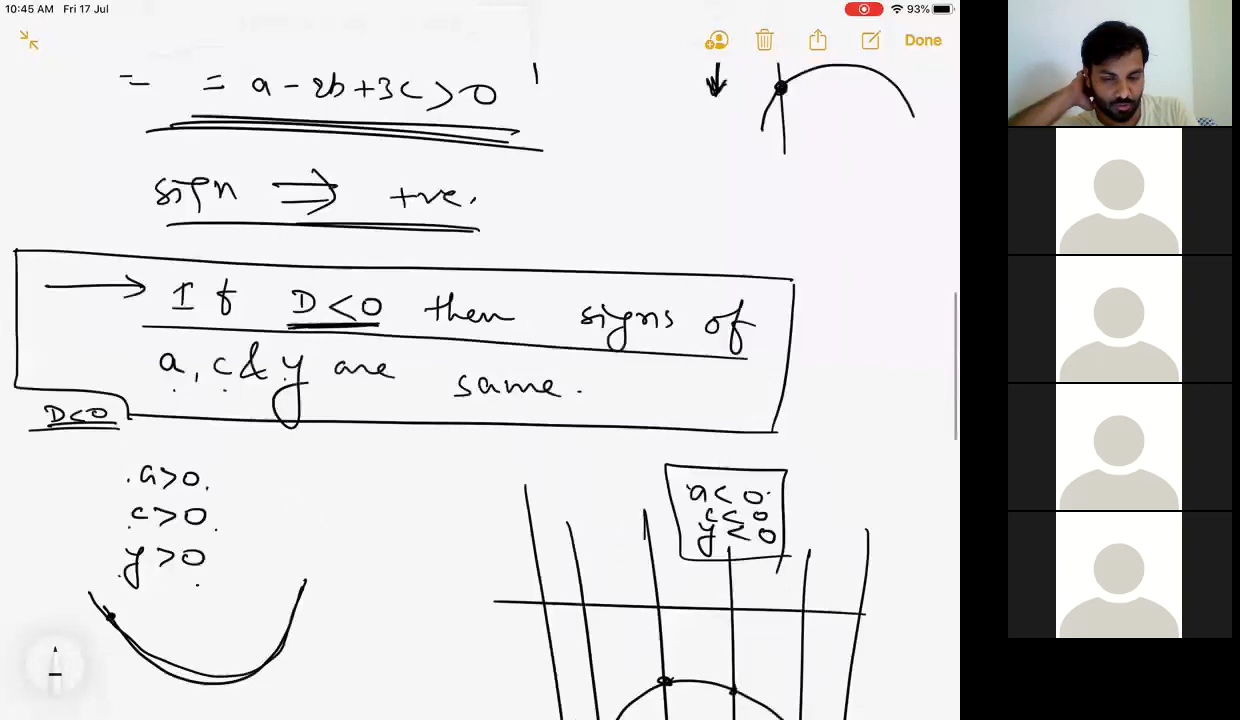 10:45 AM Fri 17 Jul
93%
Done
= = a - 2b + 3c > 0
sign ⇒ +ve.
→ If D < 0 then signs of
a, c & y are same.
D<0
a>0
c>0
y>0
a<0
c<0
y<0